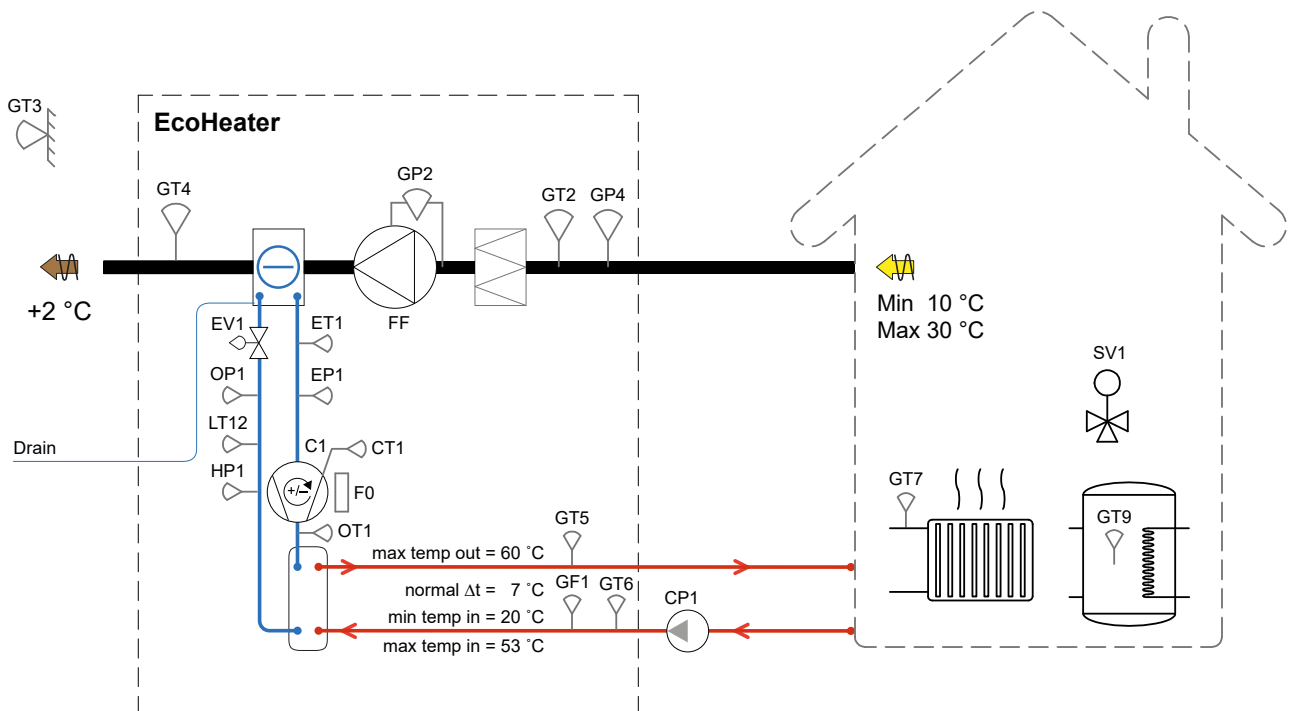 GT3
EcoHeater
GT4
GP2
GT2
GP4
+2 °C
FF
Min 10 °C
Max 30 °C
EV1
ET1
SV1
OP1
EP1
LT12
Drain
C1
CT1
HP1
+/-
F0
GT7
GT9
OT1
GT5
max temp out = 60 °C
normal Δt = 7 °C
GF1
GT6
CP1
min temp in = 20 °C
max temp in = 53 °C